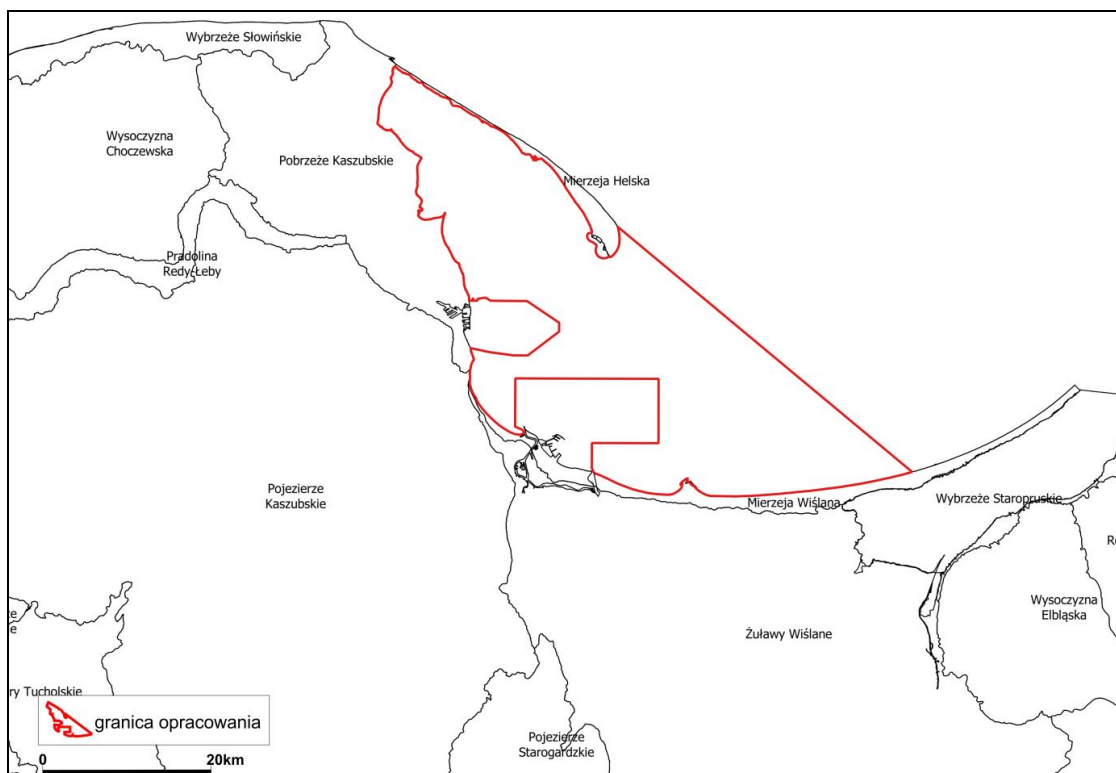 Wybrzeże Słowińskie
Wysoczyzna
Choczewska
Pobrzeże Kaszubskie
Mierzeja Helska
Pradolina
Redy-Łeby
Pojezierze
Kaszubskie
Mierzeja Wiślana
Wybrzeże Staropruskie
Wysoczyzna
Elbląska
Żuławy Wiślane
ry Tucholskie
granica opracowania
Pojezierze
Starogardzkie
0 20km